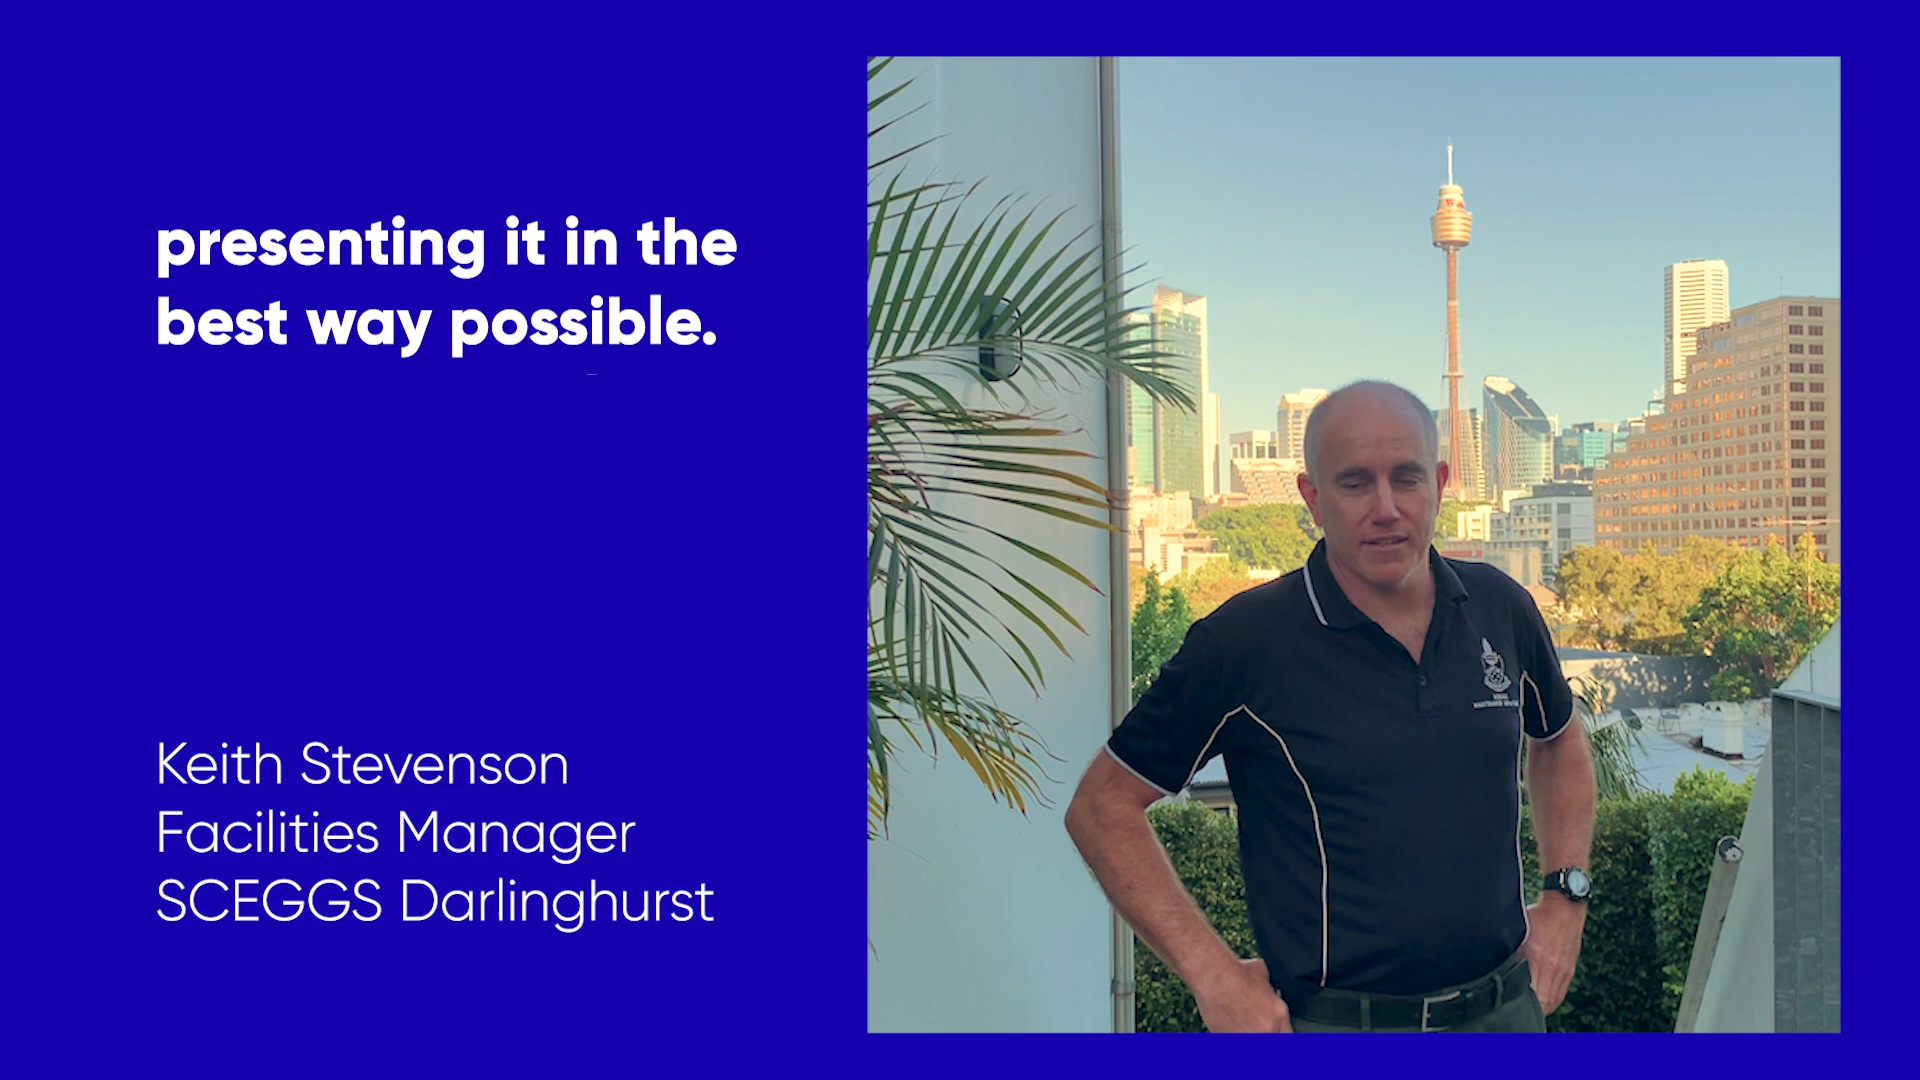 presenting it in the
best way possible.
Keith Stevenson
Facilities Manager
SCEGGS Darlinghurst